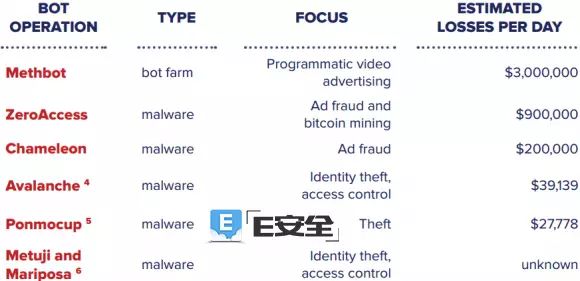 BOT OPERATION TYPE FOCUS ESTIMATED LOSSES PER DAY
Methbot bot farm Programmatic video advertising $3,000,000
ZeroAccess malware Ad fraud and bitcoin mining $900,000
Chameleon malware Ad fraud $200,000
Avalanche 4 malware Identity theft, access control $39,139
Ponmocup 5 malware Theft $27,778
E E安全
Metuji and Mariposa 6 malware Identity theft, access control unknown